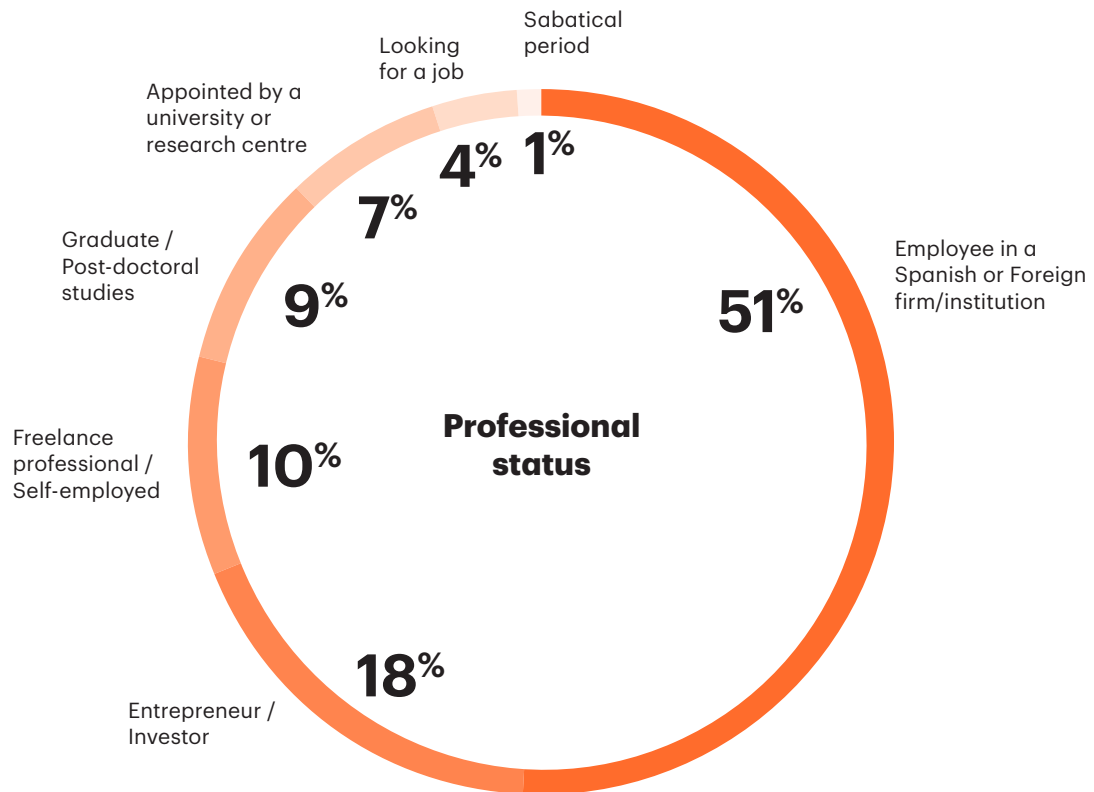 Sabatical
period
1%
Looking
for a job
4%
Appointed by a
university or
research centre
7%
Graduate /
Post-doctoral
studies
9%
Employee in a
Spanish or Foreign
firm/institution
51%
Professional
status
Freelance
professional /
Self-employed
10%
Entrepreneur /
Investor
18%